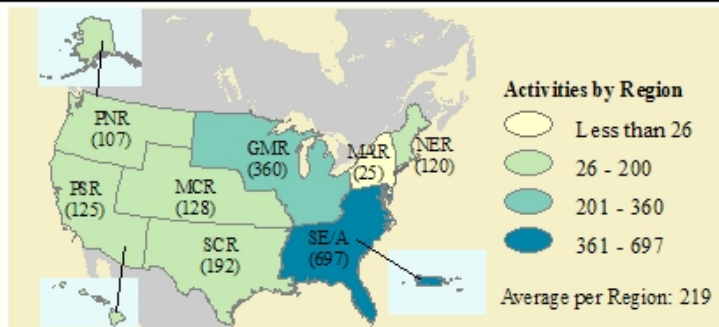 PNR
(107)
GMR
(360)
MAR
(25)
NER
(120)
PSR
(125)
MCR
(128)
SCR
(192)
SE/A
(697)
Activities by Region
Less than 26
26 - 200
201 - 360
361 - 697
Average per Region: 219